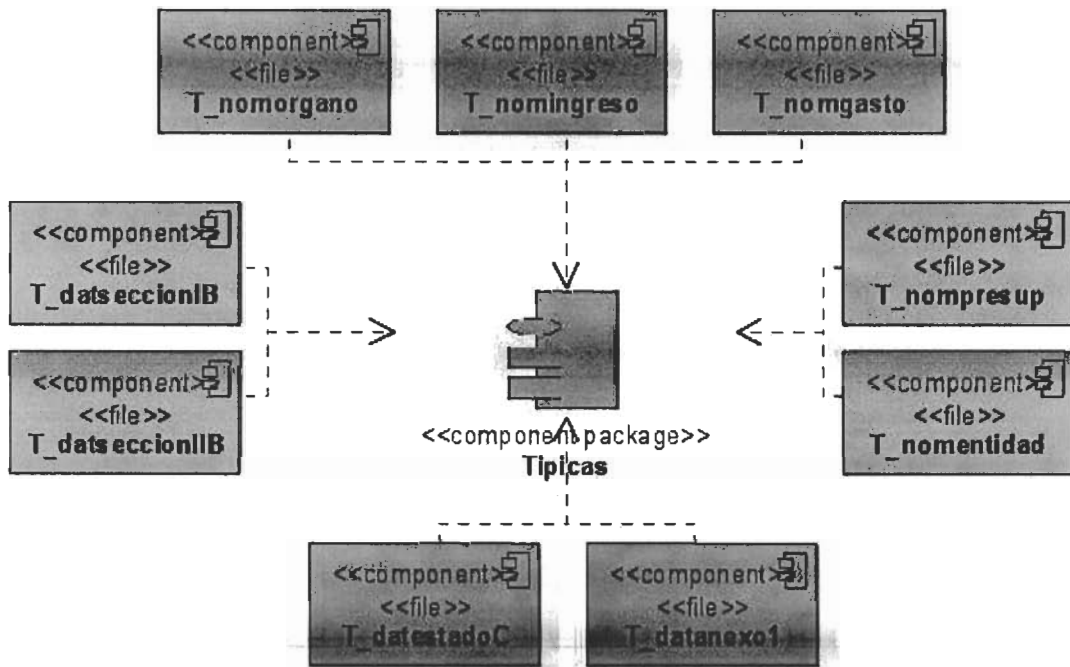 <<component>>
<<file>>
T_nomorgano
<<component>>
<<file>>
T_nomingreso
<<component>>
<<file>>
T_nomgasto
<<component>>
<<file>>
T_datseccionIB
<<component>>
<<file>>
T_nompresup
<<component>>
<<file>>
T_datseccionIIB
<<component>>
<<file>>
T_nomentidad
<<component package>>
Tipicas
<<component>>
<<file>>
T_datestadoC
<<component>>
<<file>>
T_datanexo1